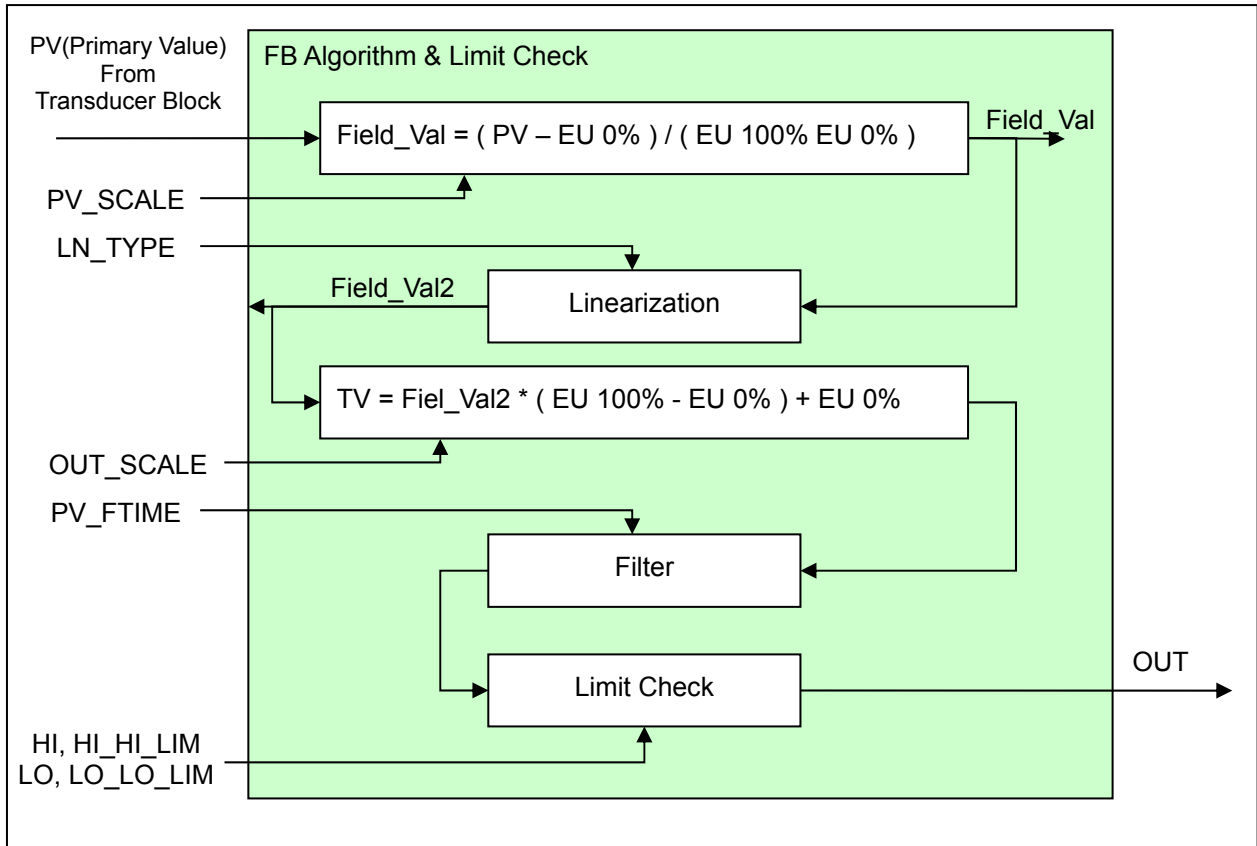 PV(Primary Value)
From
Transducer Block
FB Algorithm & Limit Check
Field_Val = ( PV – EU 0% ) / ( EU 100% EU 0% )
Field_Val
PV_SCALE
LN_TYPE
Field_Val2
Linearization
TV = Fiel_Val2 * ( EU 100% - EU 0% ) + EU 0%
OUT_SCALE
PV_FTIME
Filter
Limit Check
OUT
HI, HI_HI_LIM
LO, LO_LO_LIM